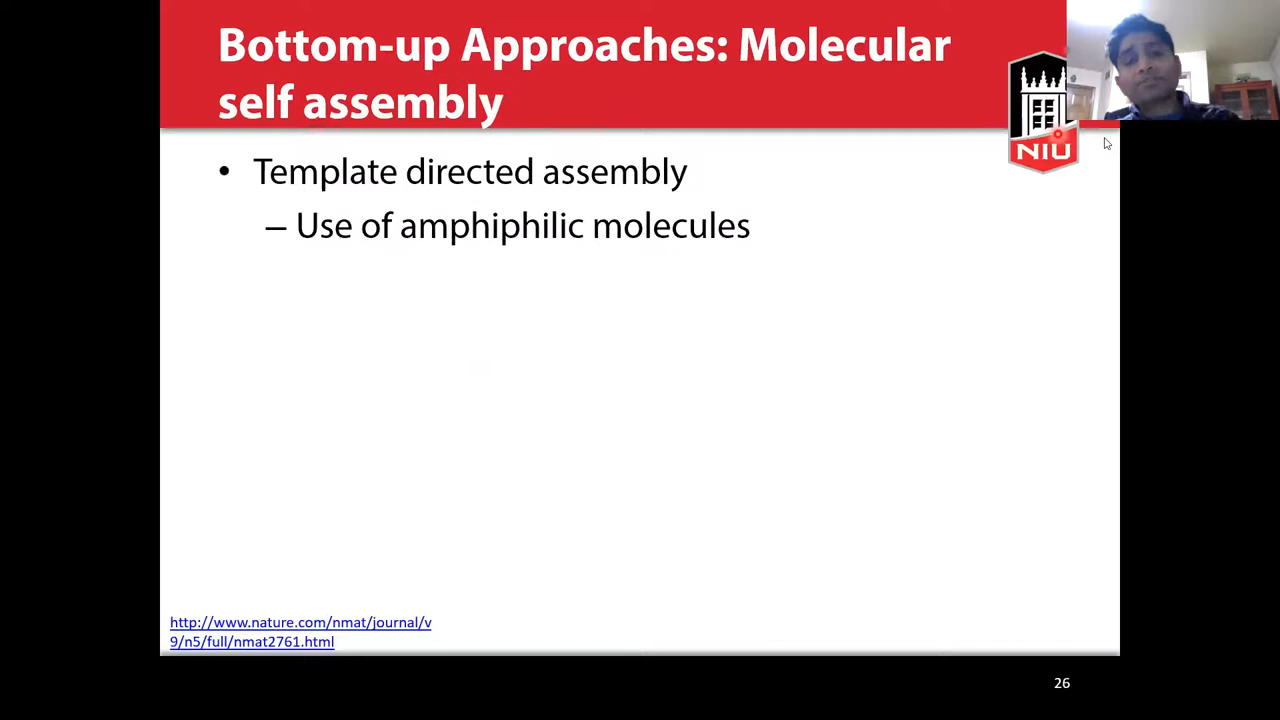 Bottom-up Approaches: Molecular
self assembly
NIU
• Template directed assembly
– Use of amphiphilic molecules
http://www.nature.com/nmat/journal/v
9/n5/full/nmat2761.html
26